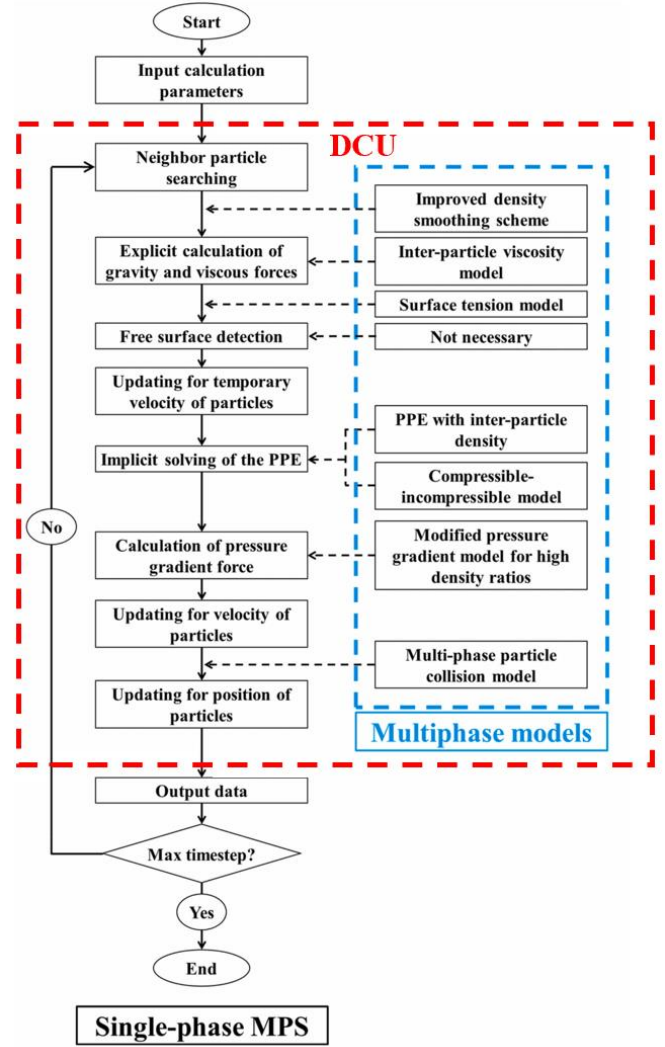 Start
Input calculation
parameters
DCU
Neighbor particle
searching
Improved density
smoothing scheme
Explicit calculation of
gravity and viscous forces
Inter-particle viscosity
model
Surface tension model
Free surface detection
Not necessary
Updating for temporary
velocity of particles
PPE with inter-particle
density
Implicit solving of the PPE
Compressible-
incompressible model
No
Calculation of pressure
gradient force
Modified pressure
gradient model for high
density ratios
Updating for velocity of
particles
Multi-phase particle
collision model
Updating for position of
particles
Multiphase models
Output data
Max timestep?
Yes
End
Single-phase MPS